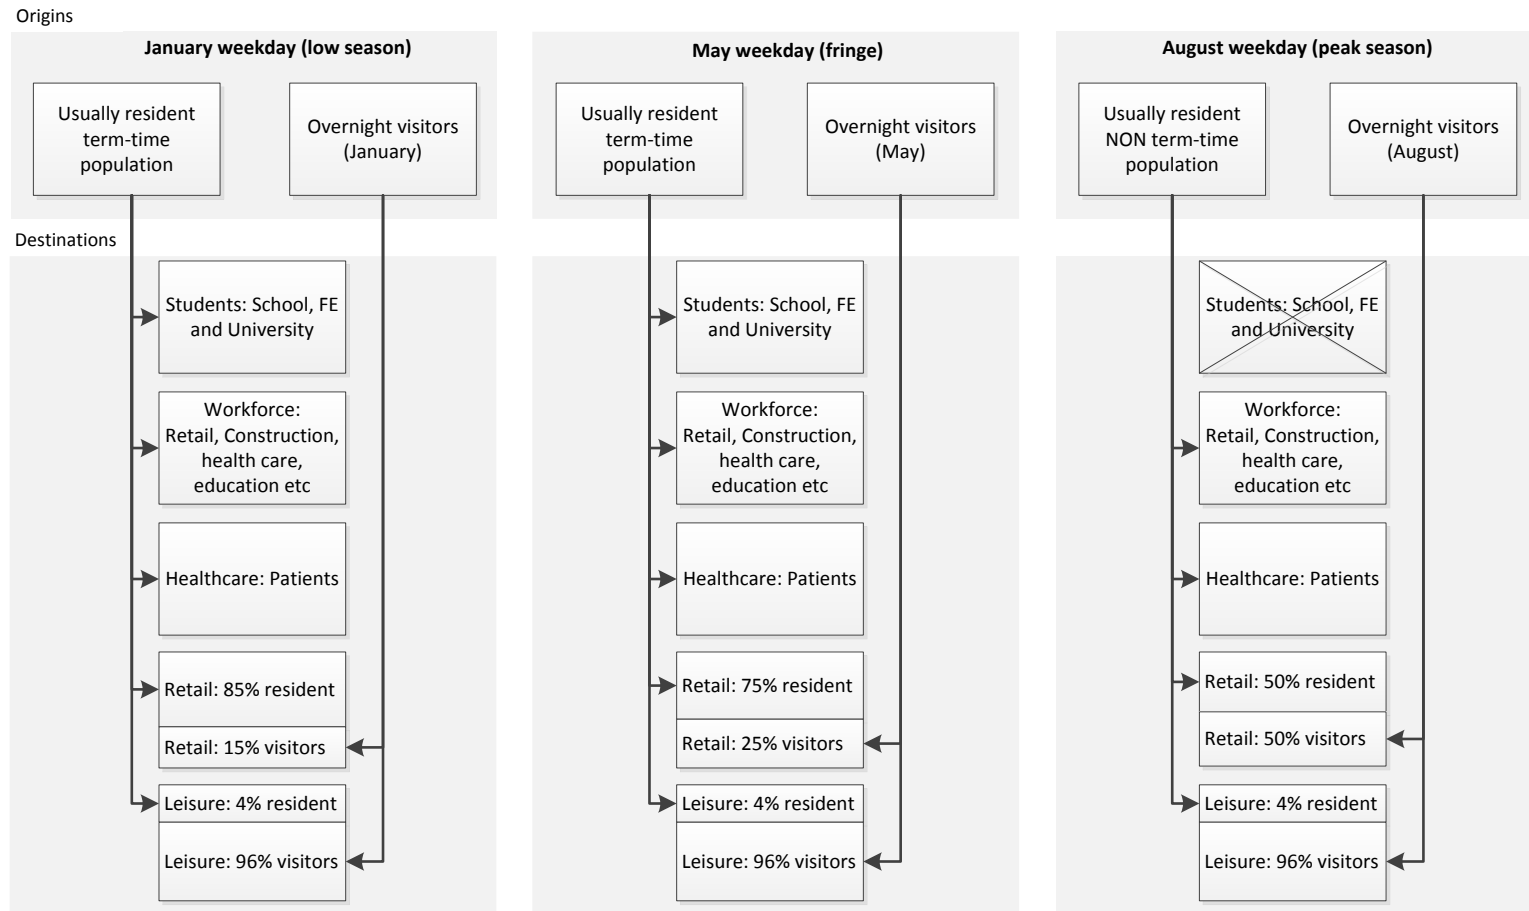 Origins
January weekday (low season)
Usually resident
term-time
population
Overnight visitors
(January)
May weekday (fringe)
Usually resident
term-time
population
Overnight visitors
(May)
August weekday (peak season)
Usually resident
NON term-time
population
Overnight visitors
(August)
Destinations
Students: School, FE
and University
Workforce:
Retail, Construction,
health care,
education etc
Healthcare: Patients
Retail: 85% resident
Retail: 15% visitors
Leisure: 4% resident
Leisure: 96% visitors
Students: School, FE
and University
Workforce:
Retail, Construction,
health care,
education etc
Healthcare: Patients
Retail: 75% resident
Retail: 25% visitors
Leisure: 4% resident
Leisure: 96% visitors
Students: School, FE
and University
Workforce:
Retail, Construction,
health care,
education etc
Healthcare: Patients
Retail: 50% resident
Retail: 50% visitors
Leisure: 4% resident
Leisure: 96% visitors